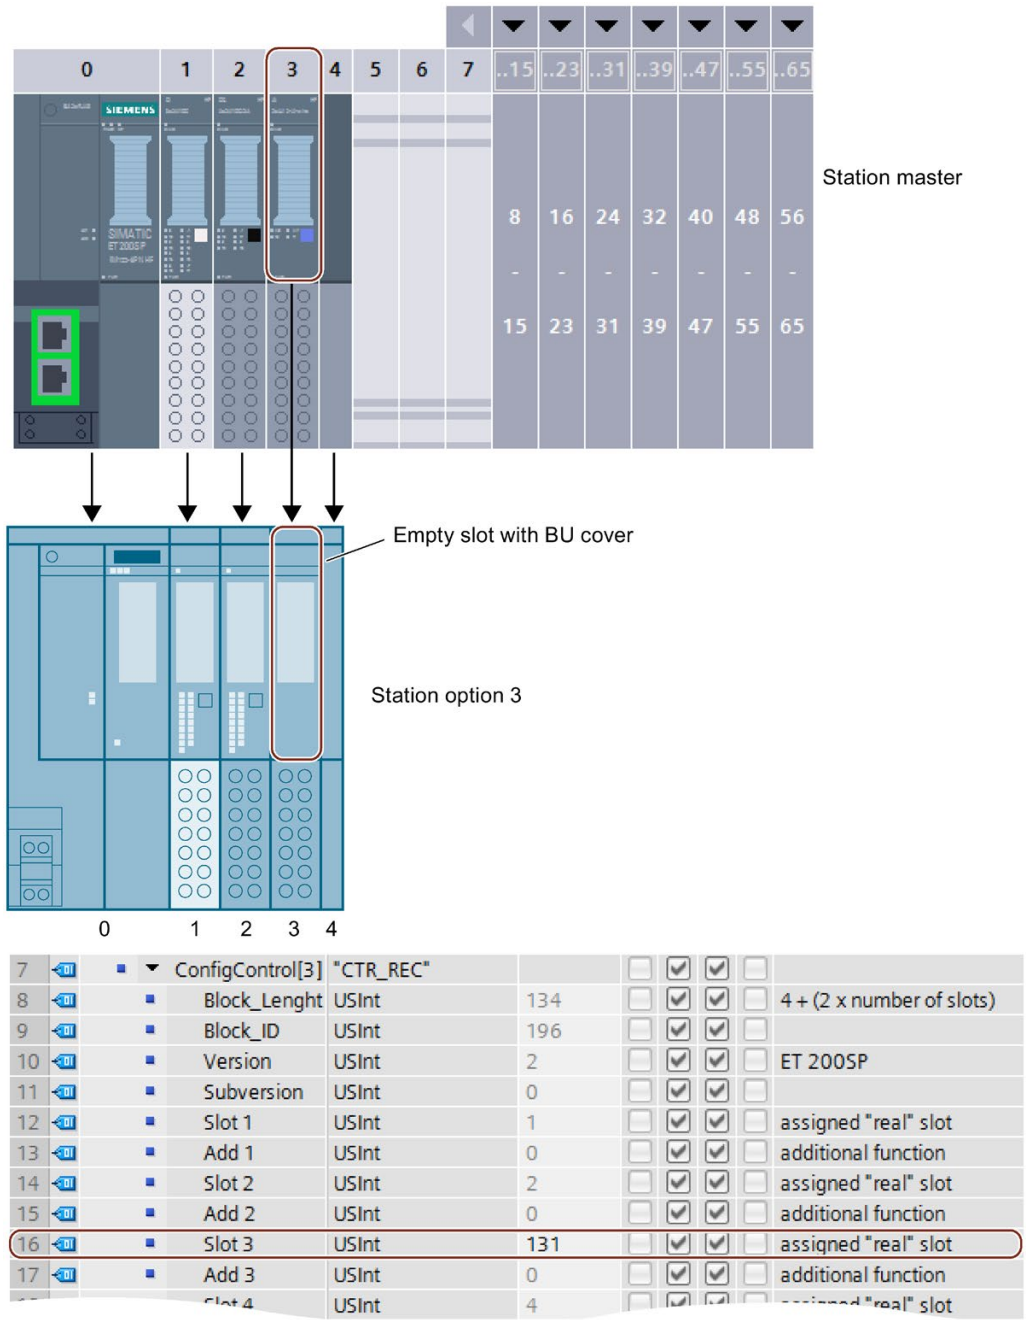 0 1 2 3 4 5 6 7 ..15 ..23 ..31 ..39 ..47 ..55 ..65
SIEMENS
SIMATIC
ET 200SP
8 16 24 32 40 48 56
- - - - - - -
15 23 31 39 47 55 65
Station master
Empty slot with BU cover
Station option 3
0 1 2 3 4
7 ConfigControl[3] "CTR_REC"
8 Block_Lenght USInt 134 4 + (2 x number of slots)
9 Block_ID USInt 196
10 Version USInt 2 ET 200SP
11 Subversion USInt 0
12 Slot 1 USInt 1 assigned "real" slot
13 Add 1 USInt 0 additional function
14 Slot 2 USInt 2 assigned "real" slot
15 Add 2 USInt 0 additional function
16 Slot 3 USInt 131 assigned "real" slot
17 Add 3 USInt 0 additional function
Slot 4 USInt 4 assigned "real" slot